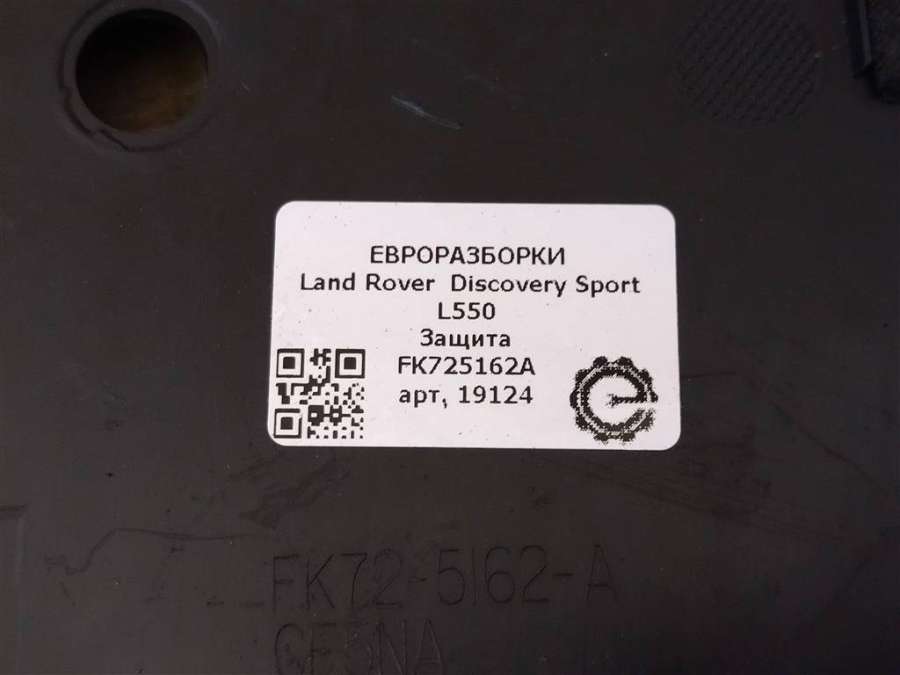 ЕВРОРАЗБОРКИ
Land Rover Discovery Sport
L550
Защита
FK725162A
арт, 19124
FK72-5162-A